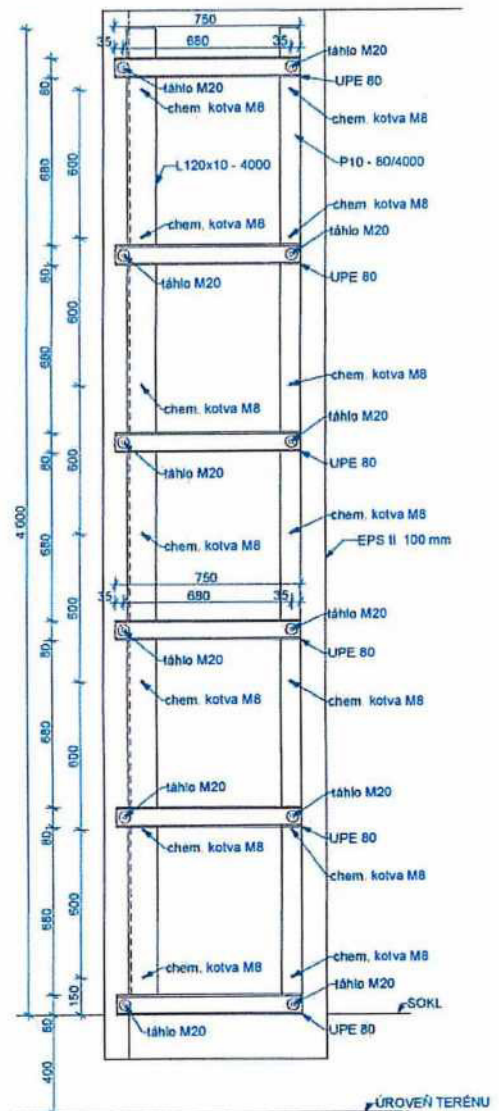 750
35 680 35
táhlo M20
80
táhlo M20
UPE 80
chem. kotva M8
chem. kotva M8
600
680
L120x10 - 4000
P10 - 80/4000
chem. kotva M8
chem. kotva M8
táhlo M20
80
táhlo M20
UPE 80
600
680
chem. kotva M8
chem. kotva M8
táhlo M20
80
600
UPE 80
táhlo M20
4 000
chem. kotva M8
680
chem. kotva M8
EPS tl. 100 mm
750
35 680 35
600
táhlo M20
80
táhlo M20
UPE 80
chem. kotva M8
chem. kotva M8
680
600
táhlo M20
táhlo M20
80
UPE 80
chem. kotva M8
chem. kotva M8
600
680
chem. kotva M8
chem. kotva M8
150
táhlo M20
SOKL
táhlo M20
UPE 80
400
ÚROVEŇ TERÉNU